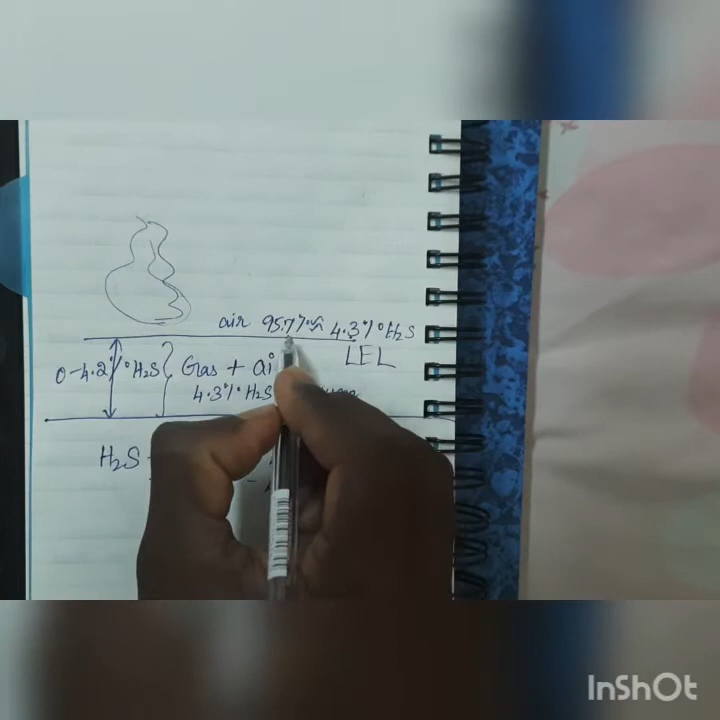 air 95.7% 4.3% H₂S
LEL
0-4.2% H₂S { Gas + ai
4.3% H₂S
H₂S
InShOt